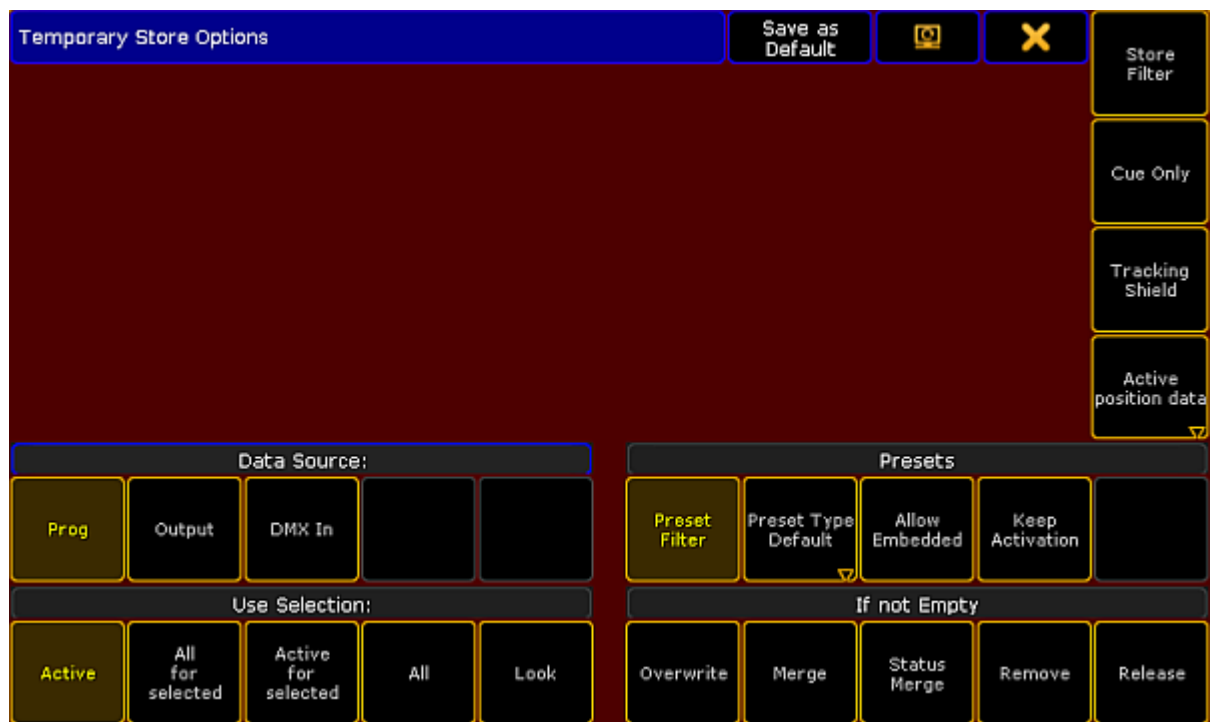 Temporary Store Options
Save as
Default
Store
Filter
Cue Only
Tracking
Shield
Active
position data
Data Source:
Prog
Output
DMX In
Presets
Preset
Filter
Preset Type
Default
Allow
Embedded
Keep
Activation
Use Selection:
Active
All
for
selected
Active
for
selected
All
Look
If not Empty
Overwrite
Merge
Status
Merge
Remove
Release